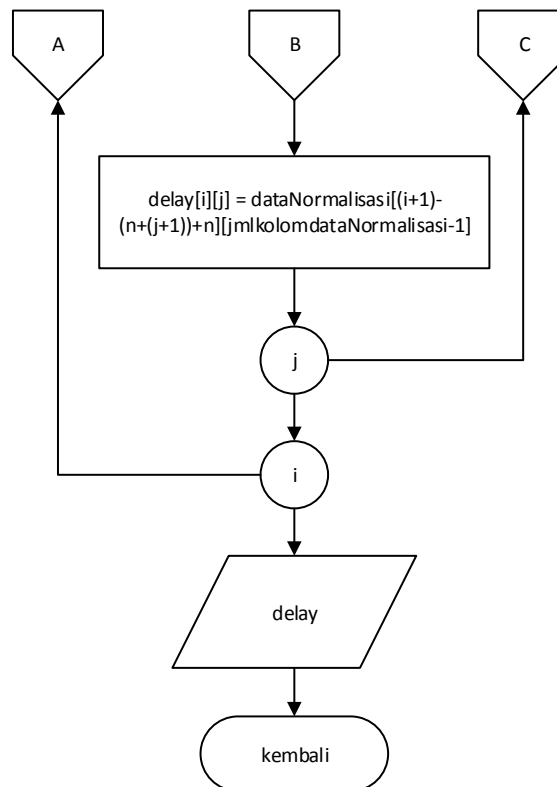 A
B
C
delay[i][j] = dataNormalisasi[(i+1)-
(n+(j+1))+n][jmlkolomdataNormalisasi-1]
j
i
delay
kembali